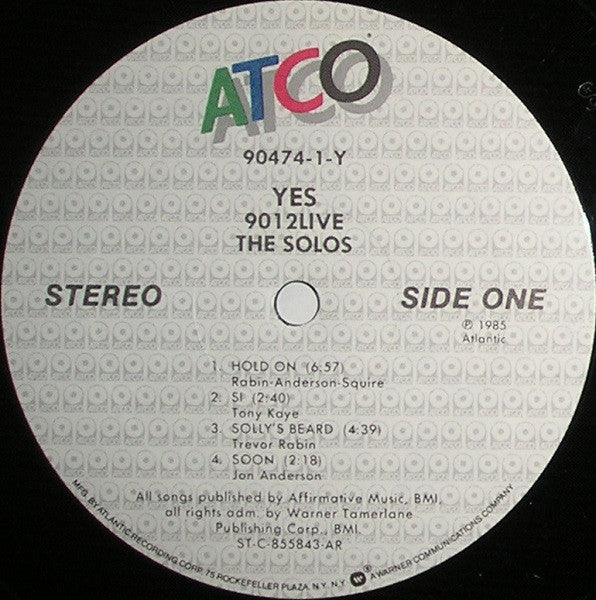 ATCO
90474-1-Y
YES
9012LIVE
THE SOLOS
STEREO
SIDE ONE
℗ 1985
Atlantic
1. HOLD ON (6:57)
Rabin-Anderson-Squire
2. SI (2:40)
Tony Kaye
3. SOLLY'S BEARD (4:39)
Trevor Rabin
4. SOON (2:18)
Jon Anderson
All songs published by Affirmative Music, BMI,
all rights adm. by Warner Tamerlane
Publishing Corp., BMI.
ST-C-855843-AR
MFG. BY ATLANTIC RECORDING CORP. 75 ROCKEFELLER PLAZA, N.Y. N.Y. A WARNER COMMUNICATIONS COMPANY